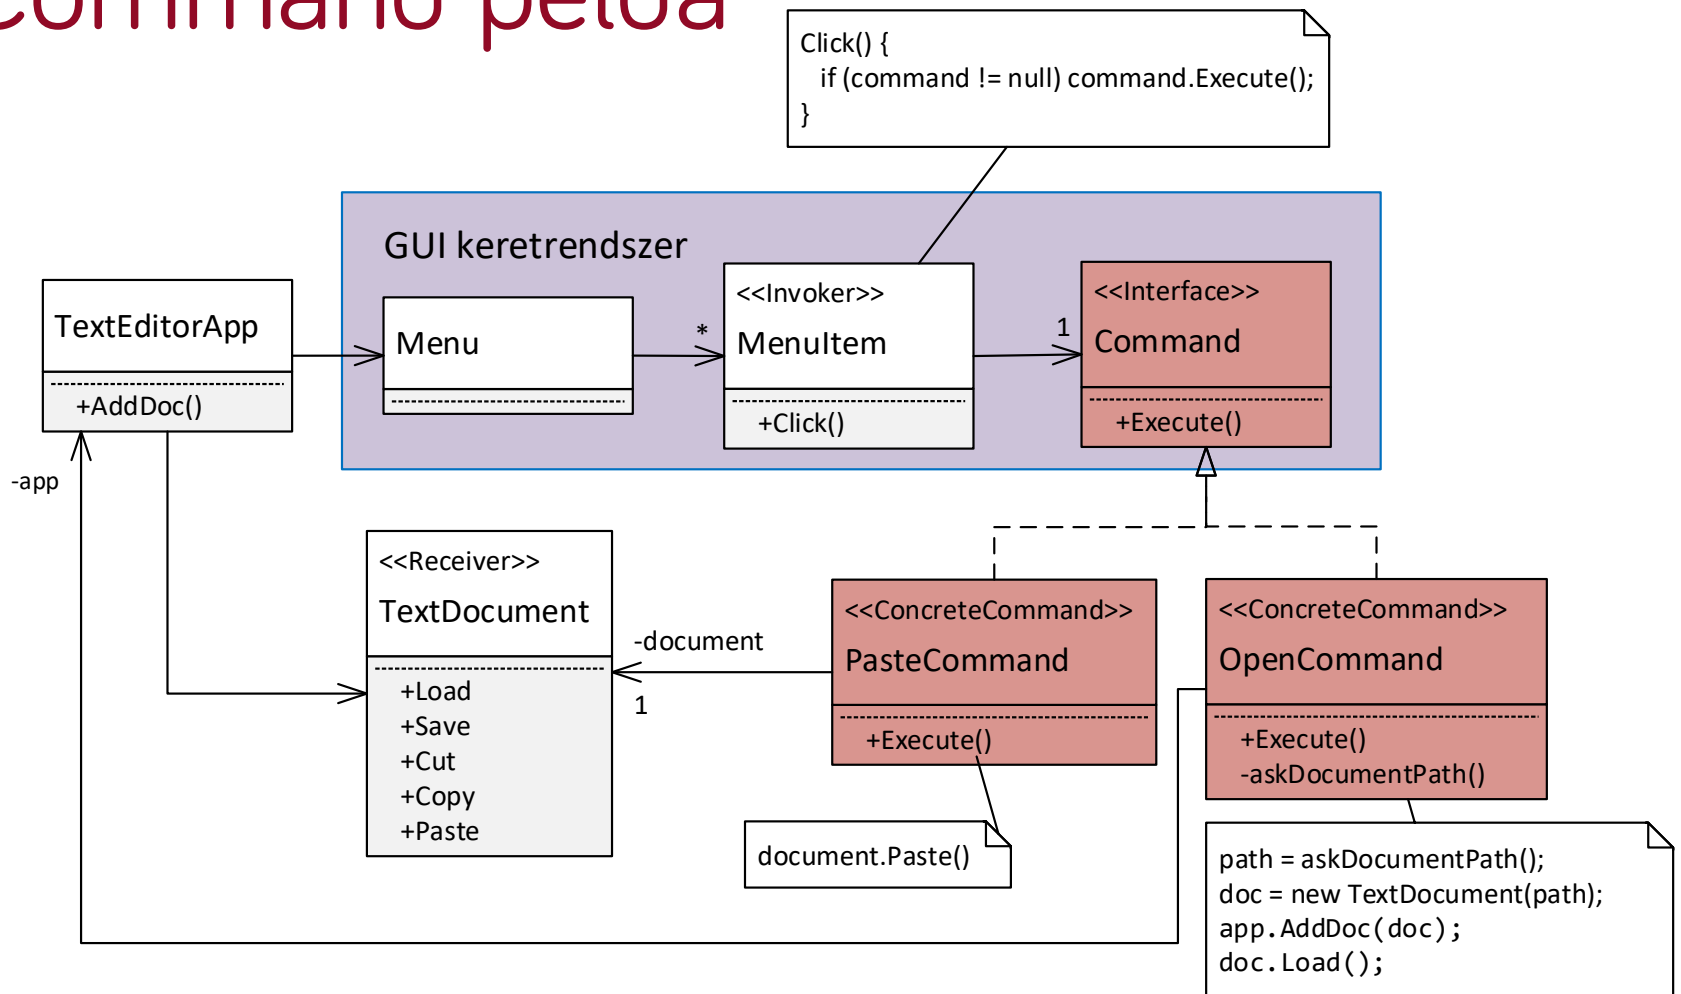 Command példa
Click() {
if (command != null) command.Execute();
}
GUI keretrendszer
TextEditorApp
+AddDoc()
Menu
*
<<Invoker>>
MenuItem
+Click()
1
<<Interface>>
Command
+Execute()
-app
<<Receiver>>
TextDocument
+Load
+Save
+Cut
+Copy
+Paste
-document
1
<<ConcreteCommand>>
PasteCommand
+Execute()
<<ConcreteCommand>>
OpenCommand
+Execute()
-askDocumentPath()
document.Paste()
path = askDocumentPath();
doc = new TextDocument(path);
app.AddDoc(doc);
doc.Load();